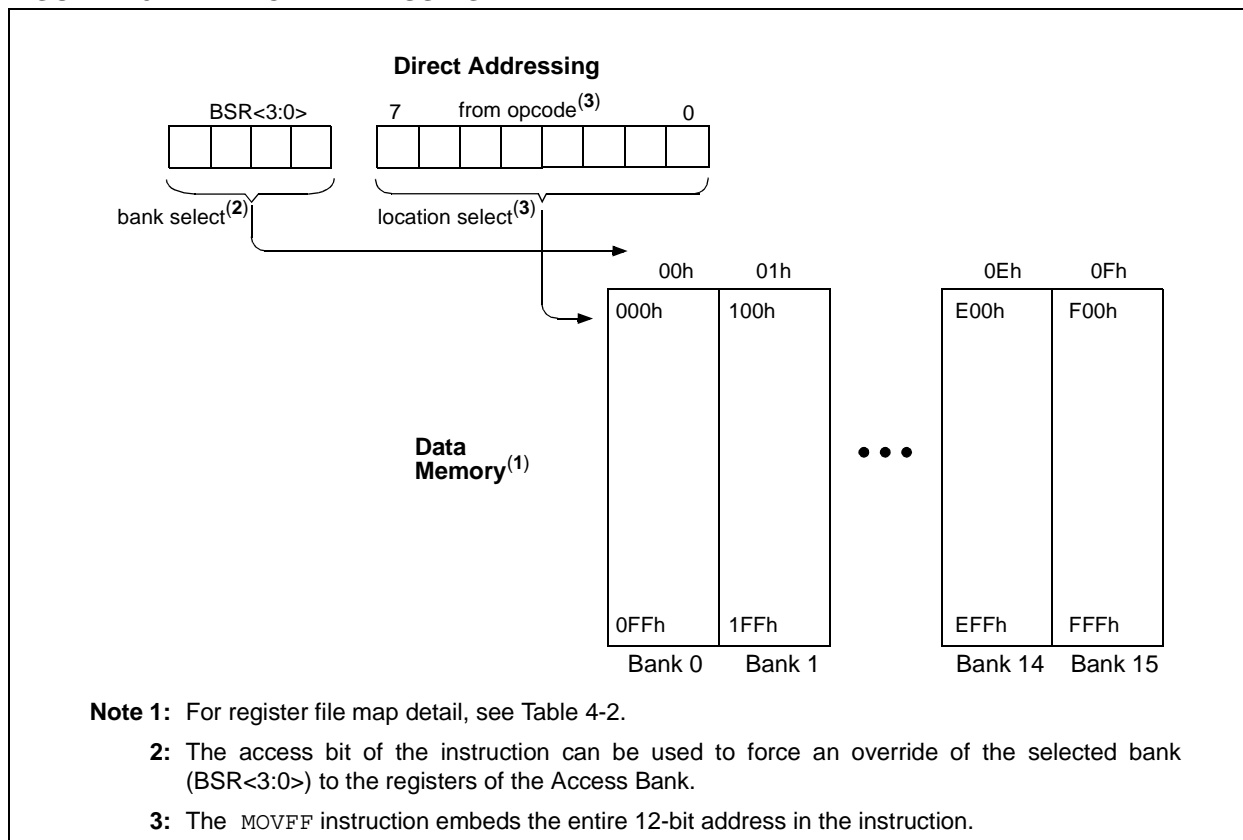 Direct Addressing
BSR<3:0> 7 from opcode(3) 0
bank select(2) location select(3)
00h 01h 0Eh 0Fh
000h 100h E00h F00h
Data
Memory(1)
0FFh 1FFh EFFh FFFh
Bank 0 Bank 1 Bank 14 Bank 15
Note 1: For register file map detail, see Table 4-2.
2: The access bit of the instruction can be used to force an override of the selected bank
(BSR<3:0>) to the registers of the Access Bank.
3: The MOVFF instruction embeds the entire 12-bit address in the instruction.